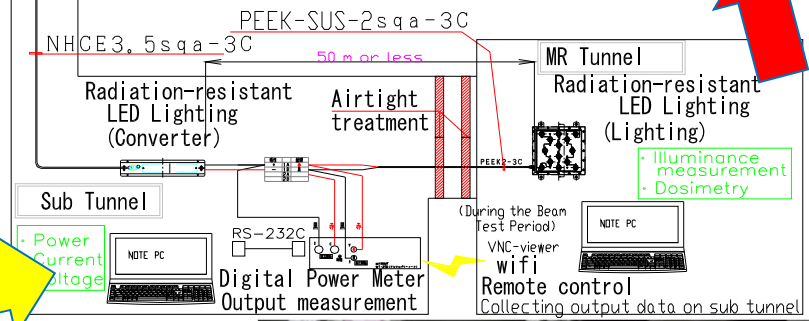 PEEK-SUS-2sqa-3C
NHCE3.5sqa-3C
50 m or less
MR Tunnel
Radiation-resistant
LED Lighting
(Converter)
Airtight
treatment
Radiation-resistant
LED Lighting
(Lighting)
PEEK2-3C
· Illuminance
measurement
· Dosimetry
Sub Tunnel
· Power
Current
Voltage
NOTE PC
RS-232C
Digital Power Meter
Output measurement
(During the Beam
Test Period)
VNC-viewer
wifi
NOTE PC
Remote control
Collecting output data on sub tunnel